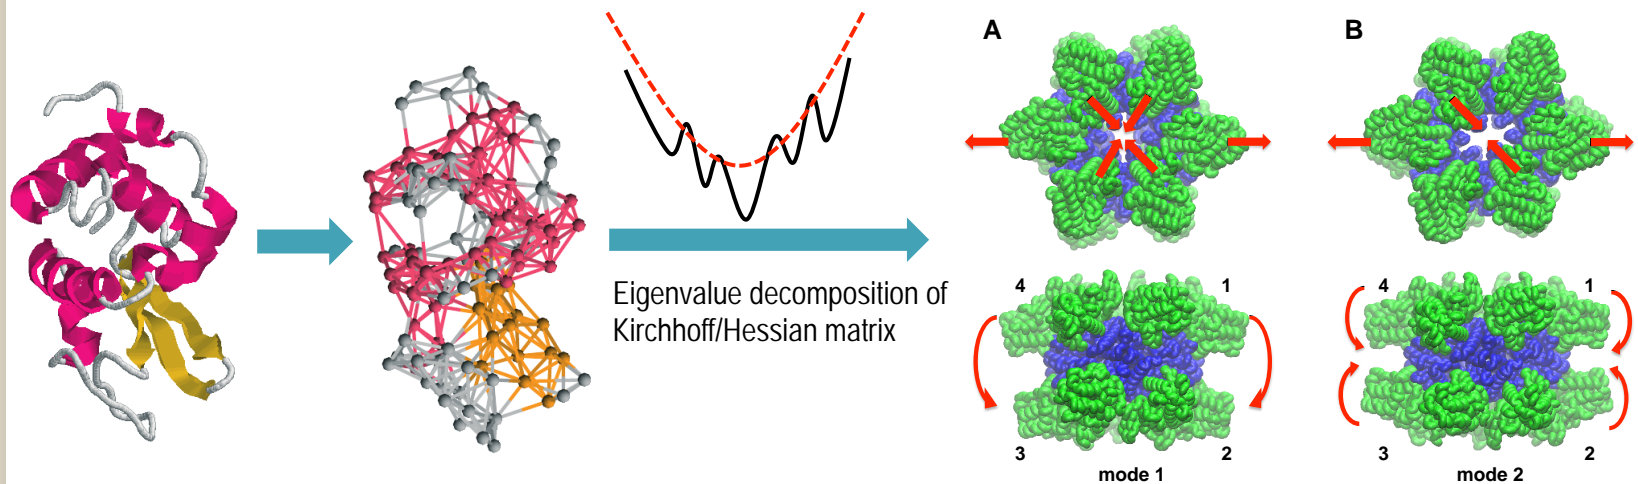 Eigenvalue decomposition of
Kirchhoff/Hessian matrix
A
4
1
3
2
mode 1
B
4
1
3
2
mode 2